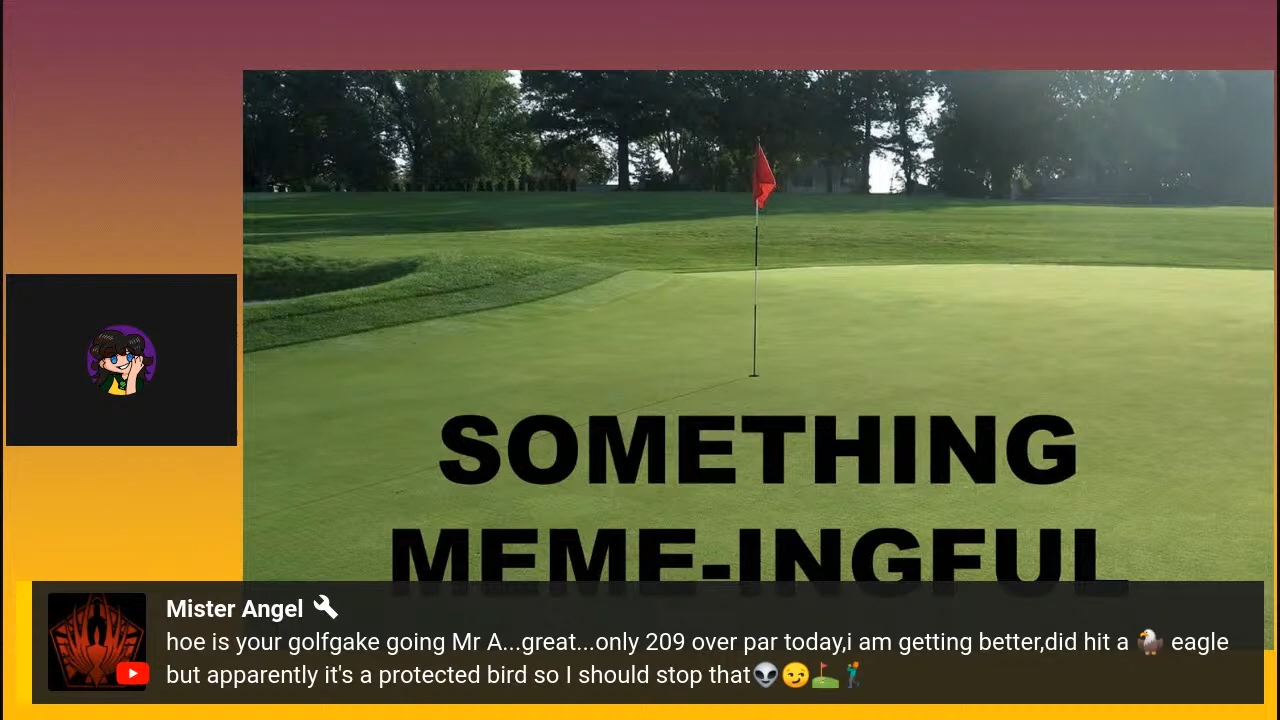 SOMETHING
MEME-INGFUL
Mister Angel
hoe is your golfgake going Mr A...great...only 209 over par today,i am getting better,did hit a 🦅 eagle
but apparently it's a protected bird so I should stop that👽😏⛳🏌